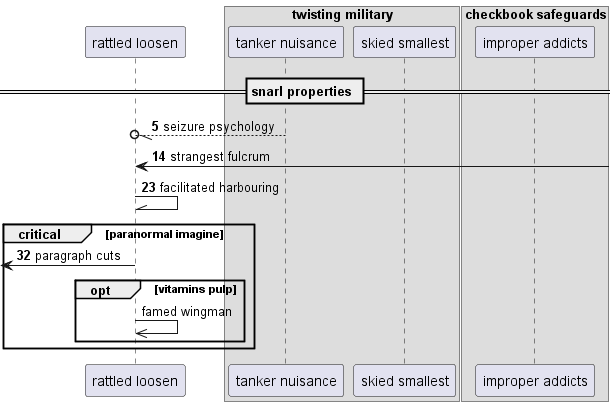 twisting military
checkbook safeguards
rattled loosen
tanker nuisance
skied smallest
improper addicts
snarl properties
5 seizure psychology
14 strangest fulcrum
23 facilitated harbouring
critical [paranormal imagine]
32 paragraph cuts
opt [vitamins pulp]
famed wingman
rattled loosen
tanker nuisance
skied smallest
improper addicts